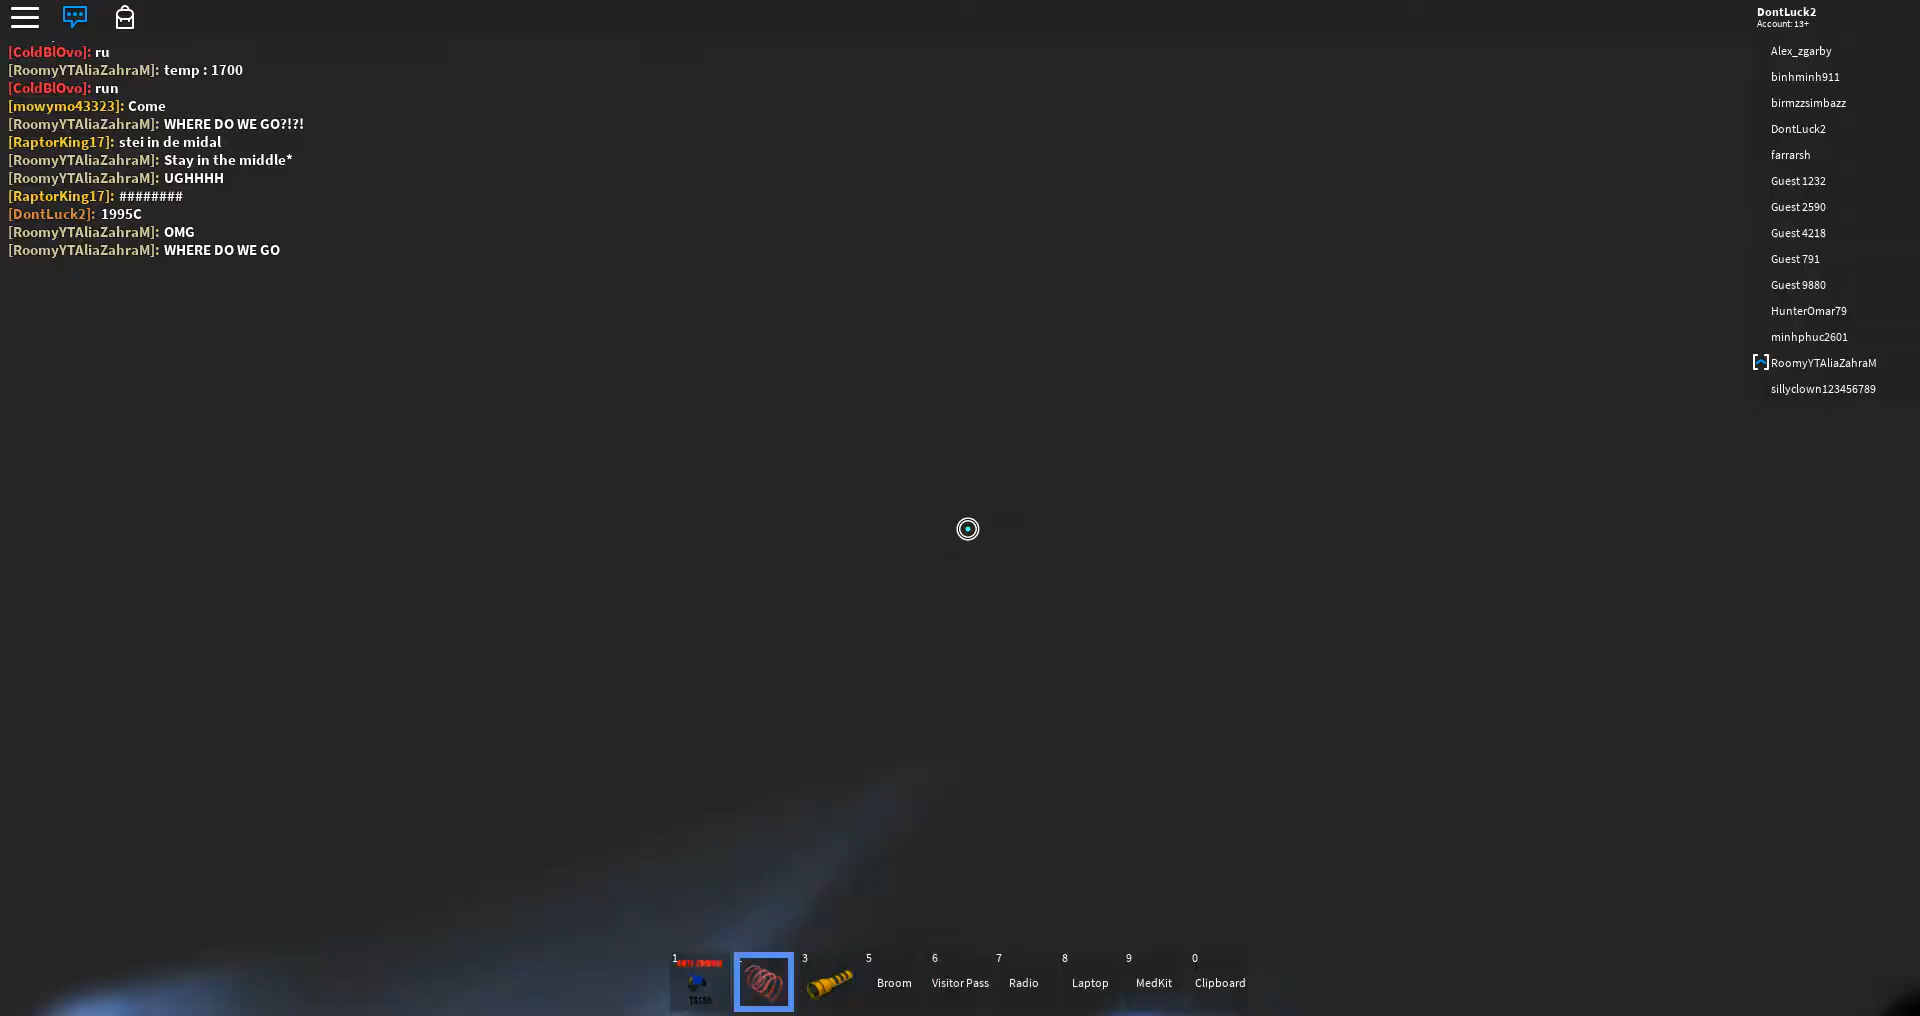 [ColdBlOvo]: ru
[RoomyYTAliaZahraM]: temp : 1700
[ColdBlOvo]: run
[mowymo43323]: Come
[RoomyYTAliaZahraM]: WHERE DO WE GO?!?!
[RaptorKing17]: stei in de midal
[RoomyYTAliaZahraM]: Stay in the middle*
[RoomyYTAliaZahraM]: UGHHHH
[RaptorKing17]: ########
[DontLuck2]: 1995C
[RoomyYTAliaZahraM]: OMG
[RoomyYTAliaZahraM]: WHERE DO WE GO
DontLuck2
Account: 13+
Alex_zgarby
binhminh911
birmzzsimbazz
DontLuck2
farrarsh
Guest 1232
Guest 2590
Guest 4218
Guest 791
Guest 9880
HunterOmar79
minhphuc2601
RoomyYTAliaZahraM
sillyclown123456789
1 3 5 6 7 8 9 0
Broom Visitor Pass Radio Laptop MedKit Clipboard